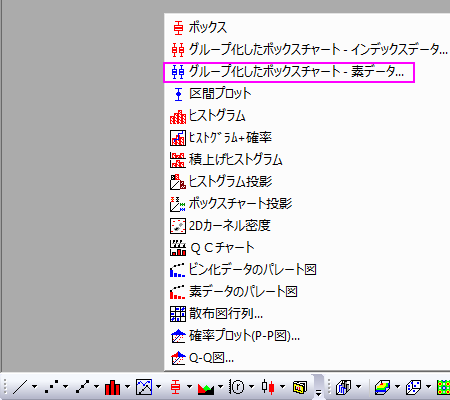 ボックス
グループ化したボックスチャート - インデックスデータ...
グループ化したボックスチャート - 素データ...
区間プロット
ヒストグラム
ﾋｽﾄｸﾞﾗﾑ+確率
積上げヒストグラム
ヒストグラム投影
ボックスチャート投影
2Dカーネル密度
ＱＣチャート
ビン化データのパレート図
素データのパレート図
散布図行列...
確率プロット(P-P図)...
Q-Q図...